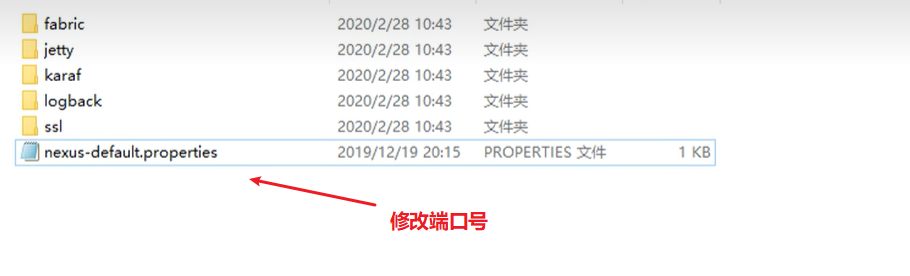 fabric 2020/2/28 10:43 文件夹
jetty 2020/2/28 10:43 文件夹
karaf 2020/2/28 10:43 文件夹
logback 2020/2/28 10:43 文件夹
ssl 2020/2/28 10:43 文件夹
nexus-default.properties 2019/12/19 20:15 PROPERTIES 文件 1 KB
修改端口号